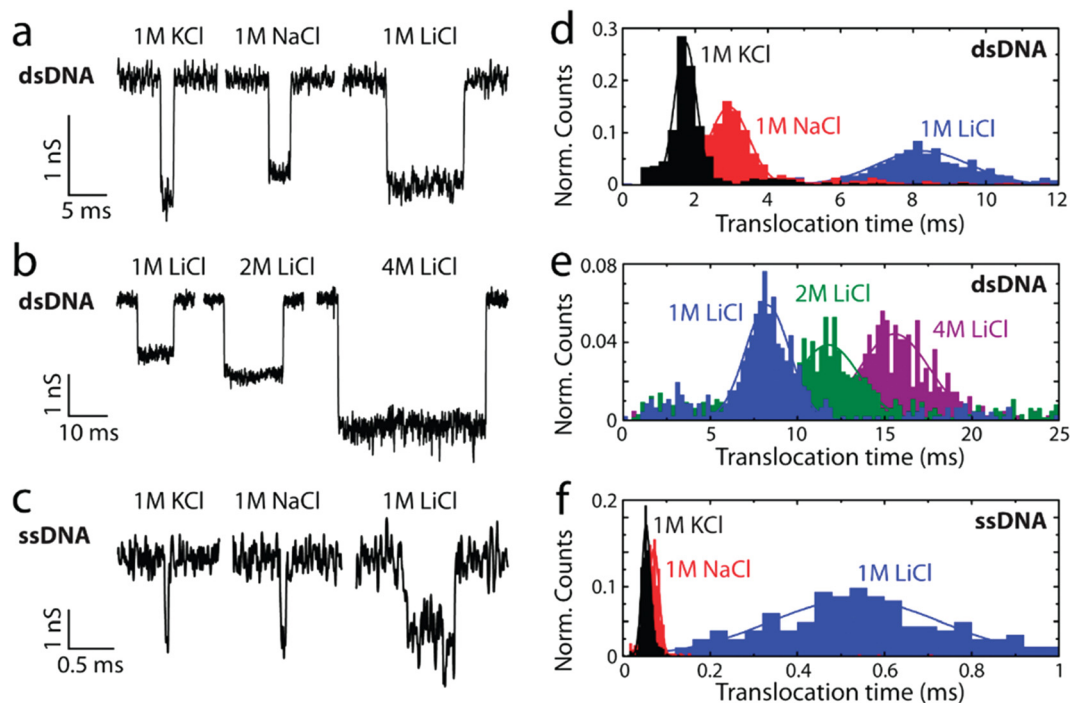 a
1M KCl 1M NaCl 1M LiCl
dsDNA
1 nS
5 ms
b
1M LiCl 2M LiCl 4M LiCl
dsDNA
1 nS
10 ms
c
1M KCl 1M NaCl 1M LiCl
ssDNA
1 nS
0.5 ms
d
dsDNA
1M KCl
1M NaCl
1M LiCl
Norm. Counts
0.3
0.2
0.1
0
0 2 4 6 8 10 12
Translocation time (ms)
e
dsDNA
1M LiCl
2M LiCl
4M LiCl
Norm. Counts
0.08
0.04
0
0 5 10 15 20 25
Translocation time (ms)
f
ssDNA
1M KCl
1M NaCl
1M LiCl
Norm. Counts
0.2
0.1
0
0.2 0.4 0.6 0.8 1
Translocation time (ms)